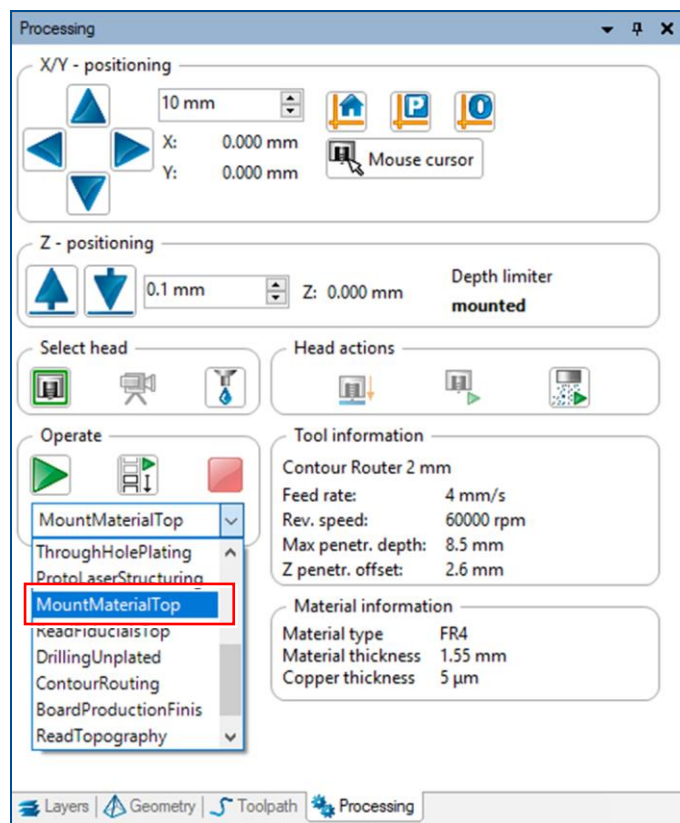 Processing
X/Y - positioning
10 mm
X: 0.000 mm
Y: 0.000 mm
P
0
Mouse cursor
Z - positioning
0.1 mm
Z: 0.000 mm
Depth limiter
mounted
Select head
Head actions
Operate
MountMaterialTop
ThroughHolePlating
ProtoLaserStructuring
MountMaterialTop
ReadFiducialsTop
DrillingUnplated
ContourRouting
BoardProductionFinis
ReadTopography
Tool information
Contour Router 2 mm
Feed rate: 4 mm/s
Rev. speed: 60000 rpm
Max penetr. depth: 8.5 mm
Z penetr. offset: 2.6 mm
Material information
Material type FR4
Material thickness 1.55 mm
Copper thickness 5 µm
Layers Geometry Toolpath Processing